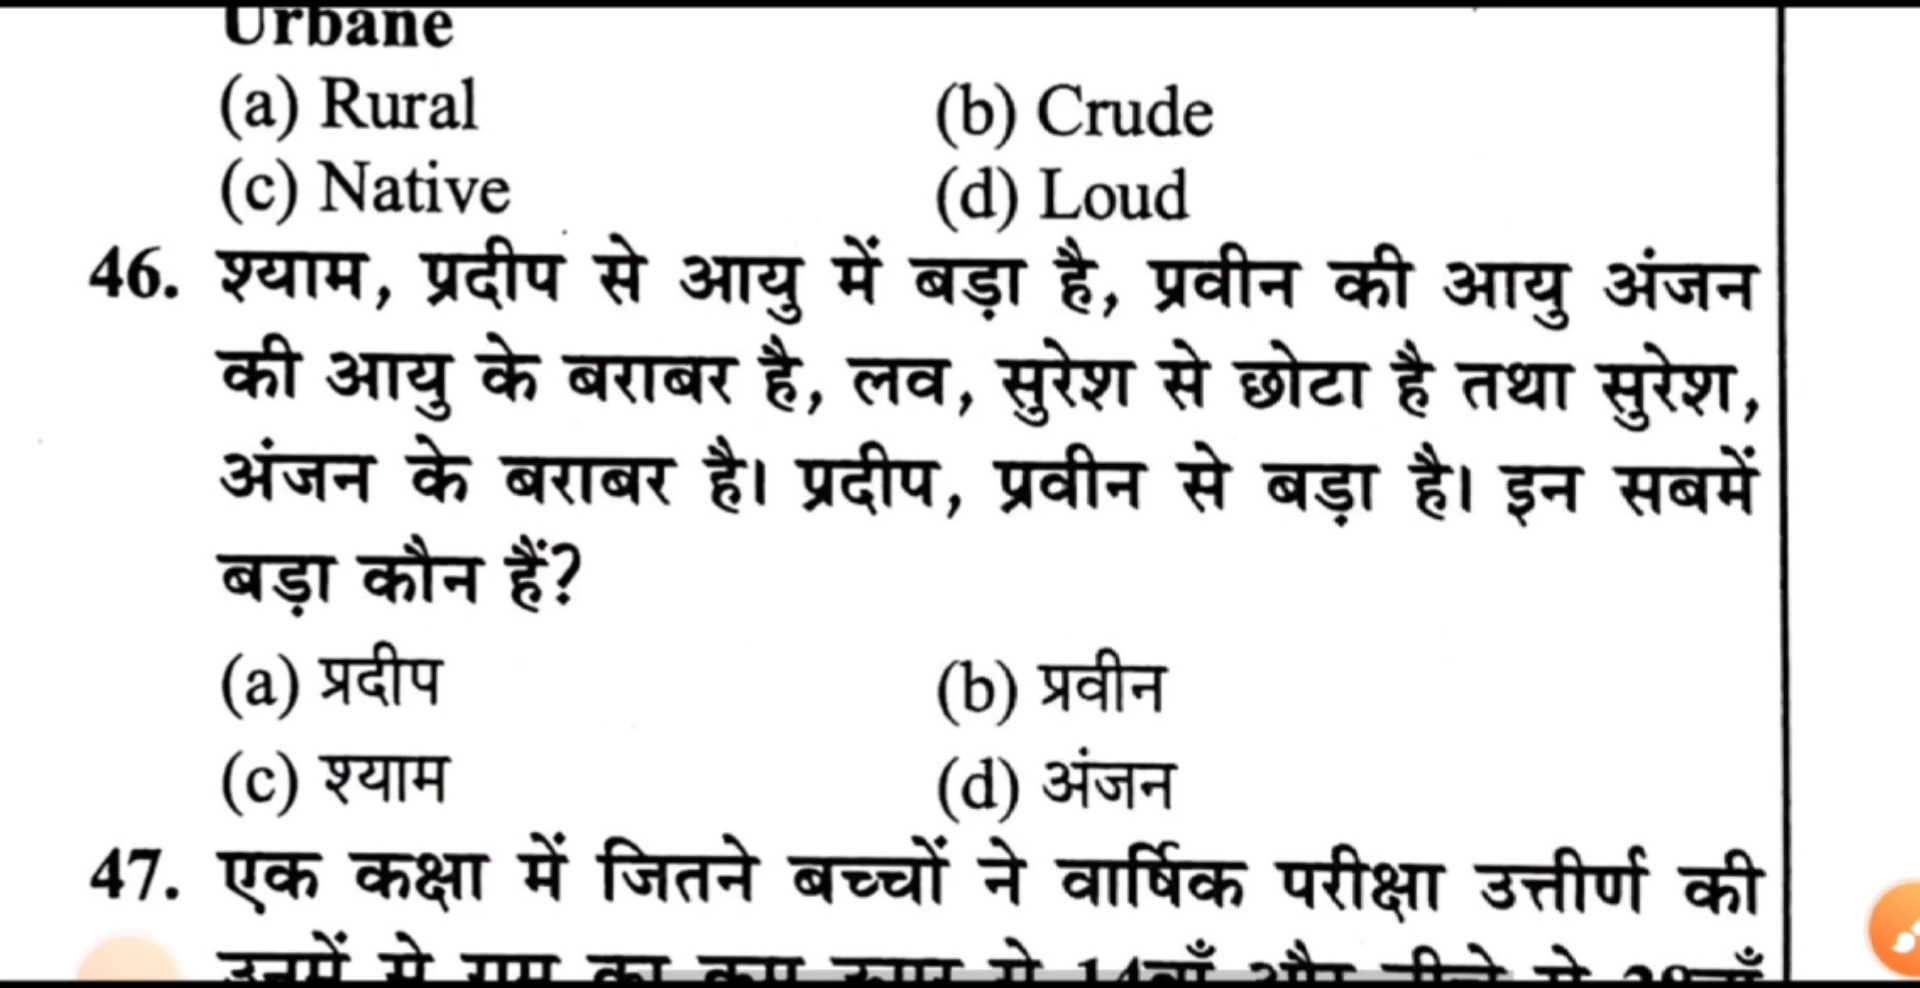 Urbane
(a) Rural (b) Crude
(c) Native (d) Loud
46. श्याम, प्रदीप से आयु में बड़ा है, प्रवीन की आयु अंजन
की आयु के बराबर है, लव, सुरेश से छोटा है तथा सुरेश,
अंजन के बराबर है। प्रदीप, प्रवीन से बड़ा है। इन सबमें
बड़ा कौन हैं?
(a) प्रदीप (b) प्रवीन
(c) श्याम (d) अंजन
47. एक कक्षा में जितने बच्चों ने वार्षिक परीक्षा उत्तीर्ण की